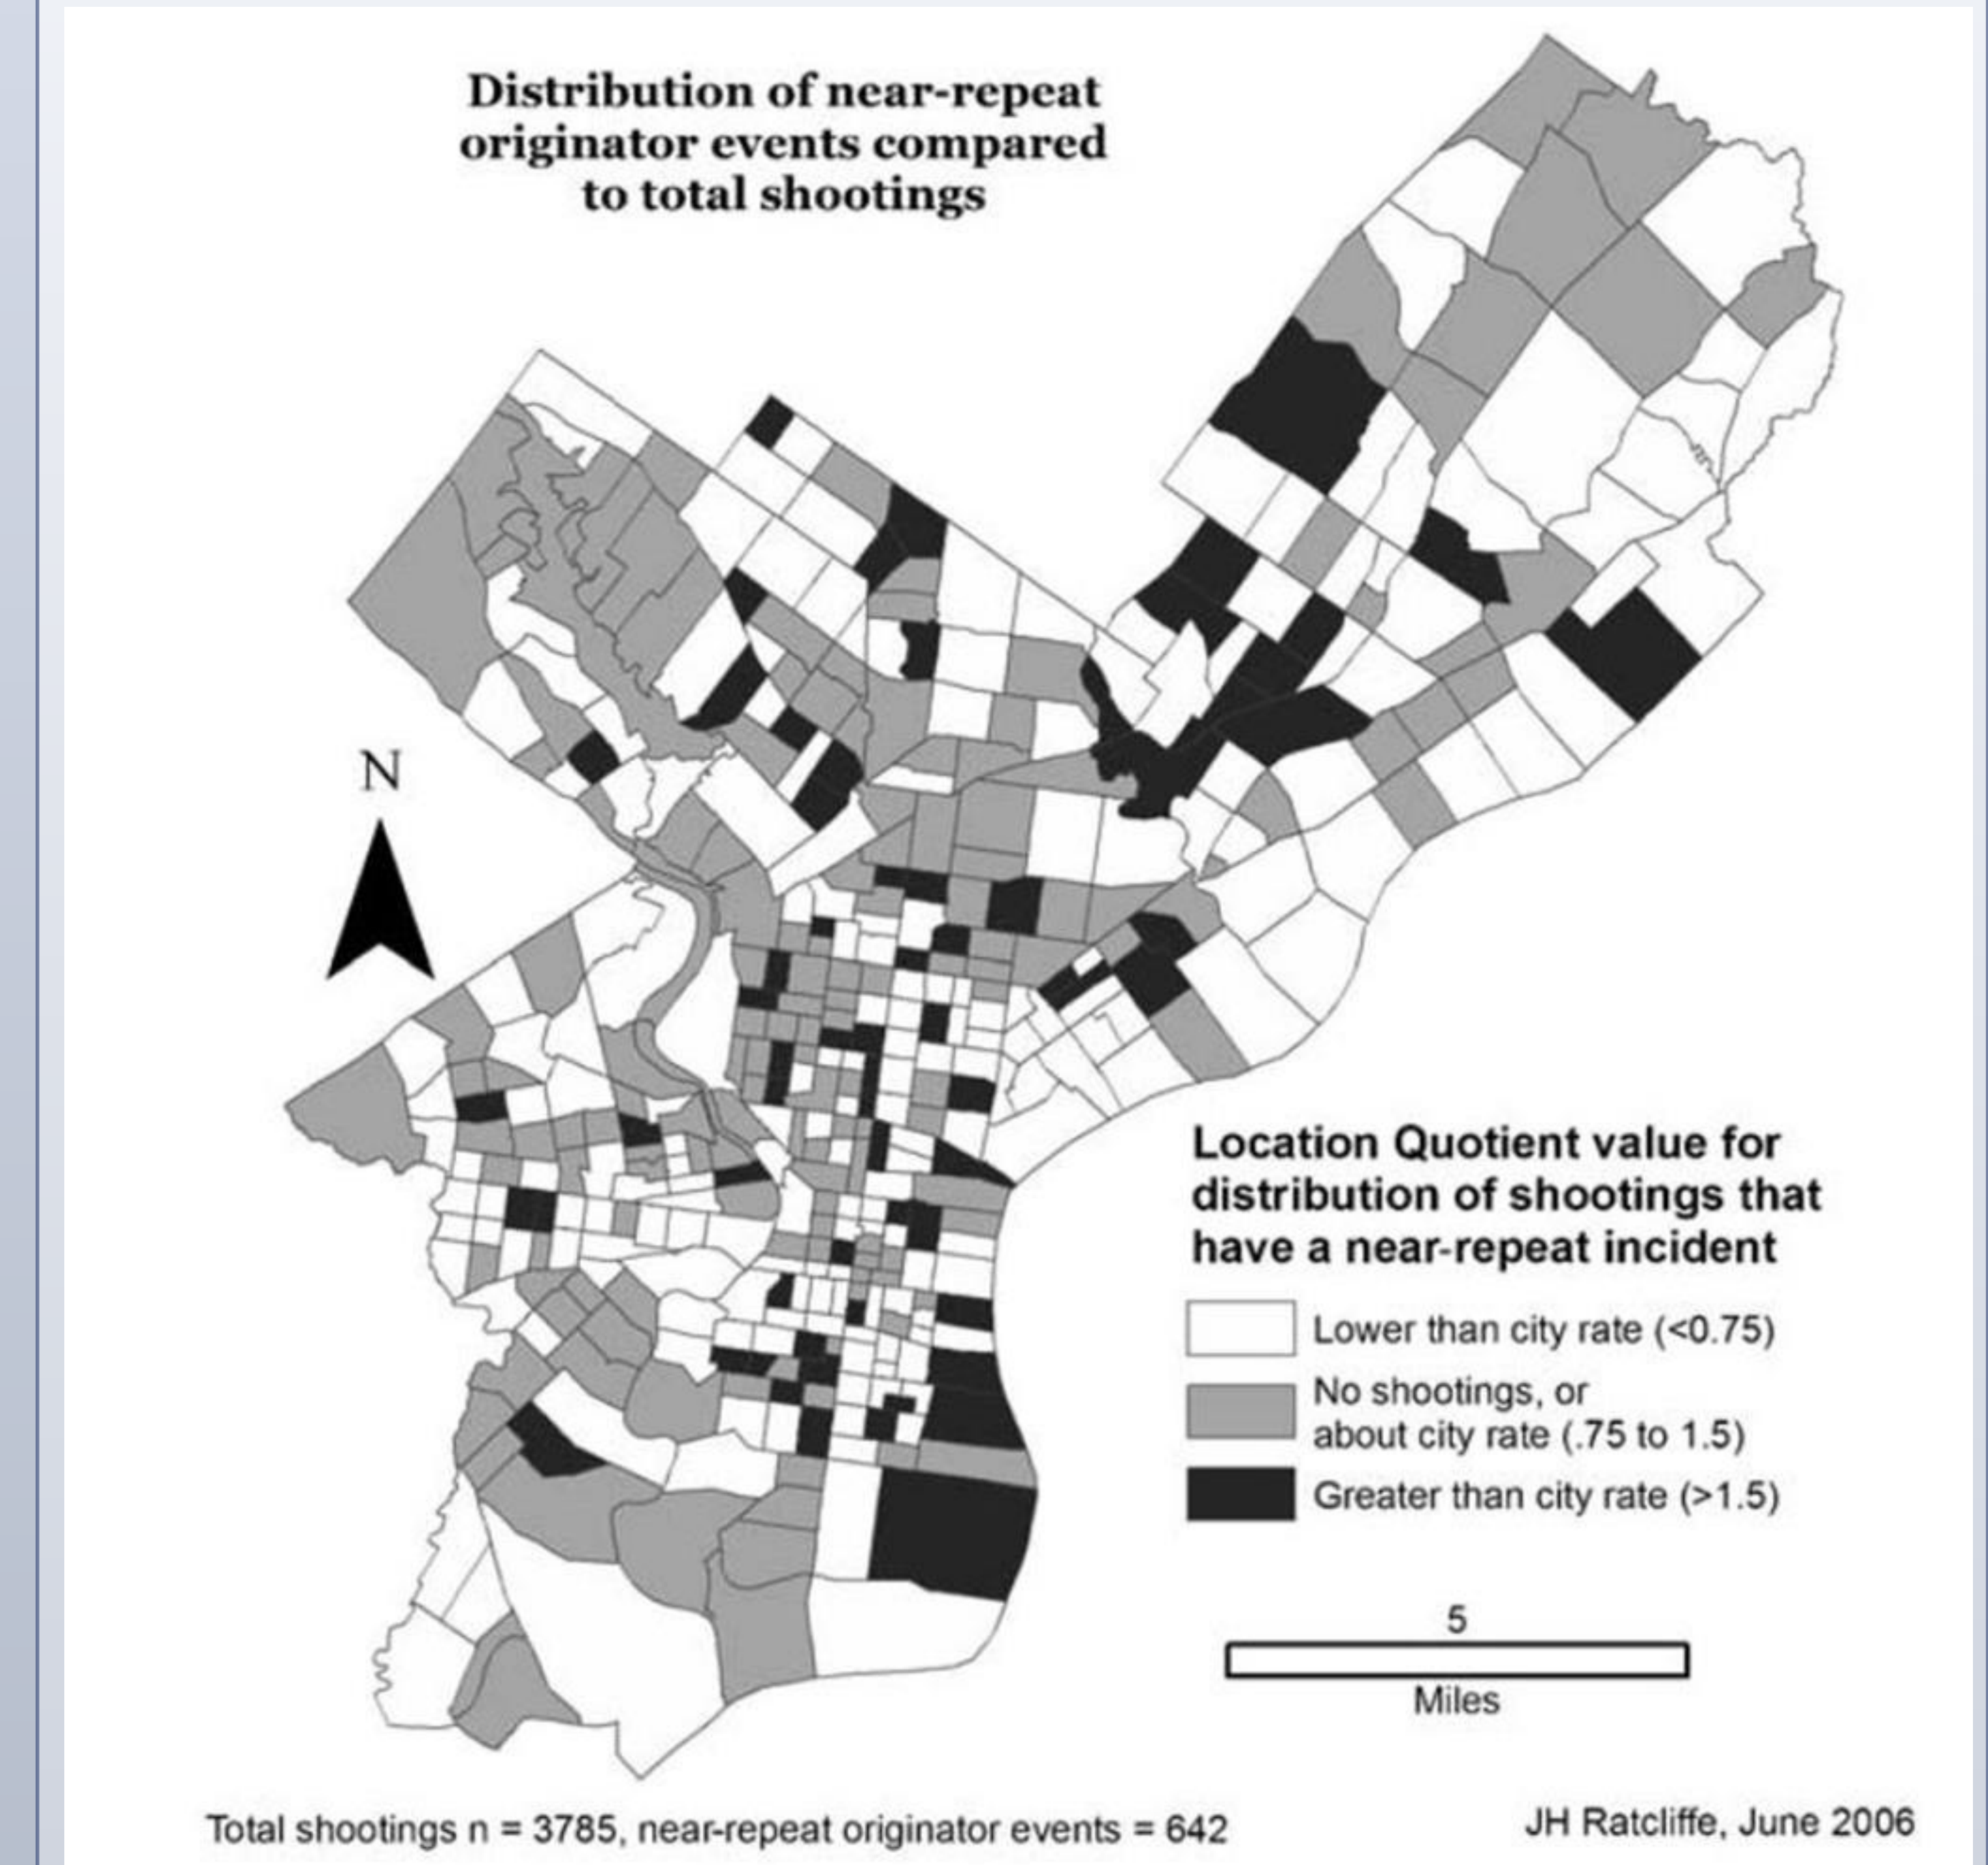 Distribution of near-repeat
originator events compared
to total shootings
N
Location Quotient value for
distribution of shootings that
have a near-repeat incident
Lower than city rate (<0.75)
No shootings, or
about city rate (.75 to 1.5)
Greater than city rate (>1.5)
5
Miles
Total shootings n = 3785, near-repeat originator events = 642
JH Ratcliffe, June 2006